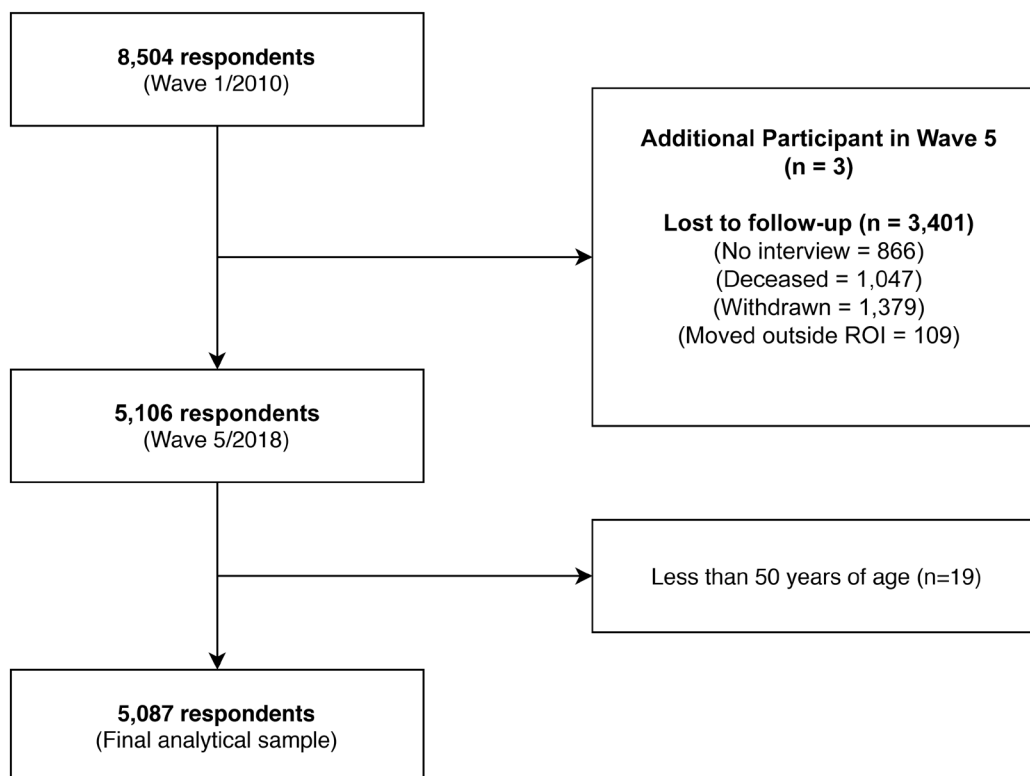 8,504 respondents
(Wave 1/2010)
Additional Participant in Wave 5
(n = 3)
Lost to follow-up (n = 3,401)
(No interview = 866)
(Deceased = 1,047)
(Withdrawn = 1,379)
(Moved outside ROI = 109)
5,106 respondents
(Wave 5/2018)
Less than 50 years of age (n=19)
5,087 respondents
(Final analytical sample)